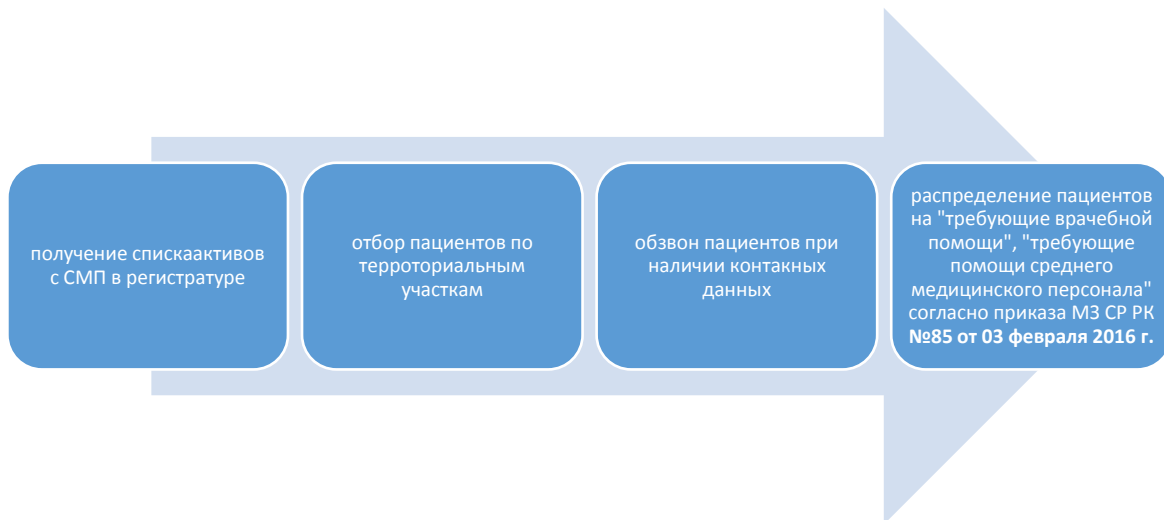 получение спискаактивов
с СМП в регистратуре
отбор пациентов по
терроториальным
участкам
обзвон пациентов при
наличии контакных
данных
распределение пациентов
на "требующие врачебной
помощи", "требующие
помощи среднего
медицинского персонала"
согласно приказа МЗ СР РК
№85 от 03 февраля 2016 г.